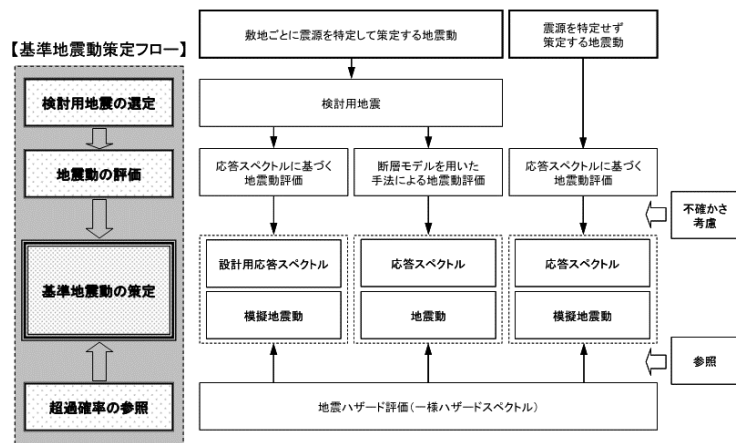 【基準地震動策定フロー】
検討用地震の選定
地震動の評価
基準地震動の策定
超過確率の参照
敷地ごとに震源を特定して策定する地震動
震源を特定せず
策定する地震動
検討用地震
応答スペクトルに基づく
地震動評価
断層モデルを用いた
手法による地震動評価
応答スペクトルに基づく
地震動評価
不確かさ
考慮
設計用応答スペクトル
模擬地震動
応答スペクトル
地震動
応答スペクトル
模擬地震動
参照
地震ハザード評価(一様ハザードスペクトル)